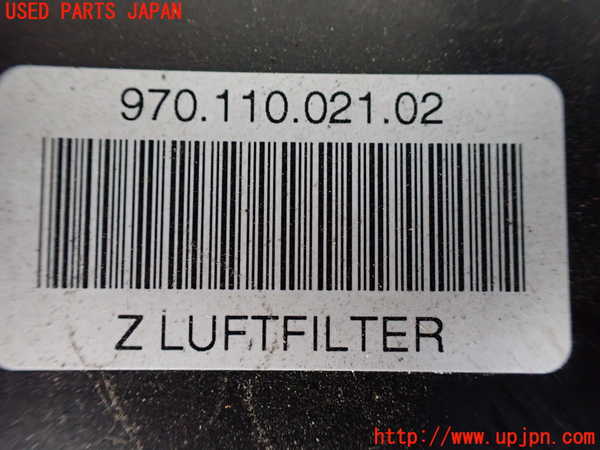 USED PARTS JAPAN
970.110.021.02
Z LUFTFILTER
http://www.upjpn.com/